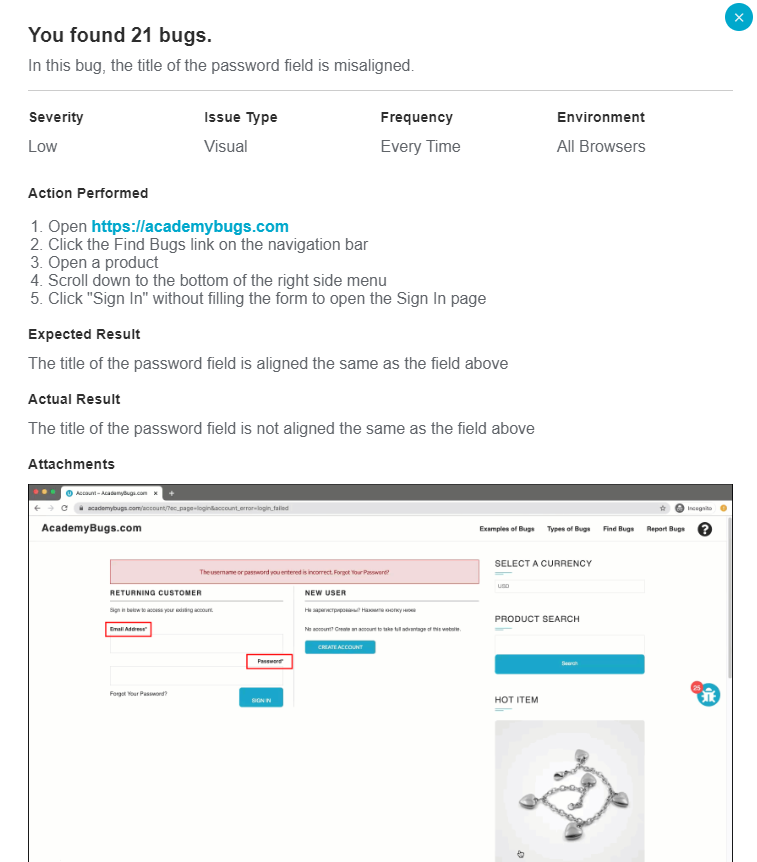 You found 21 bugs.
In this bug, the title of the password field is misaligned.
Severity Issue Type Frequency Environment
Low Visual Every Time All Browsers
Action Performed
1. Open https://academybugs.com
2. Click the Find Bugs link on the navigation bar
3. Open a product
4. Scroll down to the bottom of the right side menu
5. Click "Sign In" without filling the form to open the Sign In page
Expected Result
The title of the password field is aligned the same as the field above
Actual Result
The title of the password field is not aligned the same as the field above
Attachments
Account – AcademyBugs.com
academybugs.com/account/?ec_page=login&account_error=login_failed
Incognito
AcademyBugs.com
Examples of Bugs Types of Bugs Find Bugs Report Bugs ?
The username or password you entered is incorrect. Forgot Your Password?
RETURNING CUSTOMER
Sign in below to access your existing account.
Email Address*
Password*
Forgot Your Password?
SIGN IN
NEW USER
Не зарегистрированы? Нажмите кнопку ниже
No account? Create an account to take full advantage of this website.
CREATE ACCOUNT
SELECT A CURRENCY
USD
PRODUCT SEARCH
Search
25
HOT ITEM